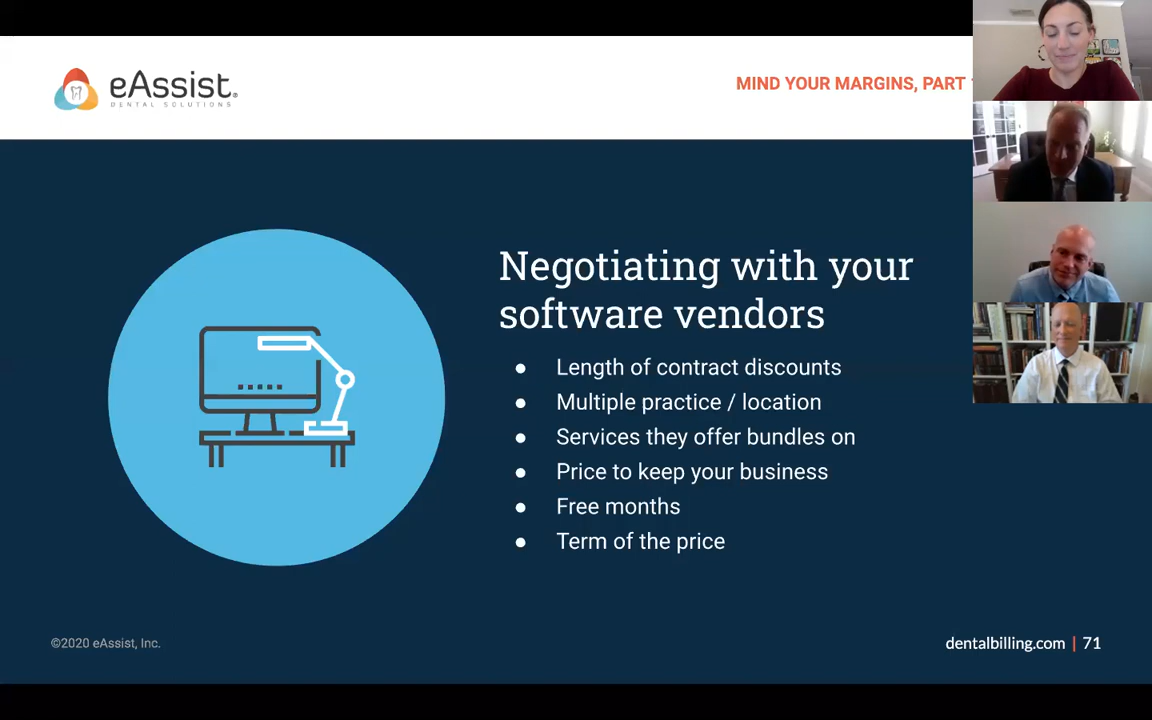 eAssist®
DENTAL SOLUTIONS
MIND YOUR MARGINS, PART
Negotiating with your
software vendors
● Length of contract discounts
● Multiple practice / location
● Services they offer bundles on
● Price to keep your business
● Free months
● Term of the price
©2020 eAssist, Inc.
dentalbilling.com | 71